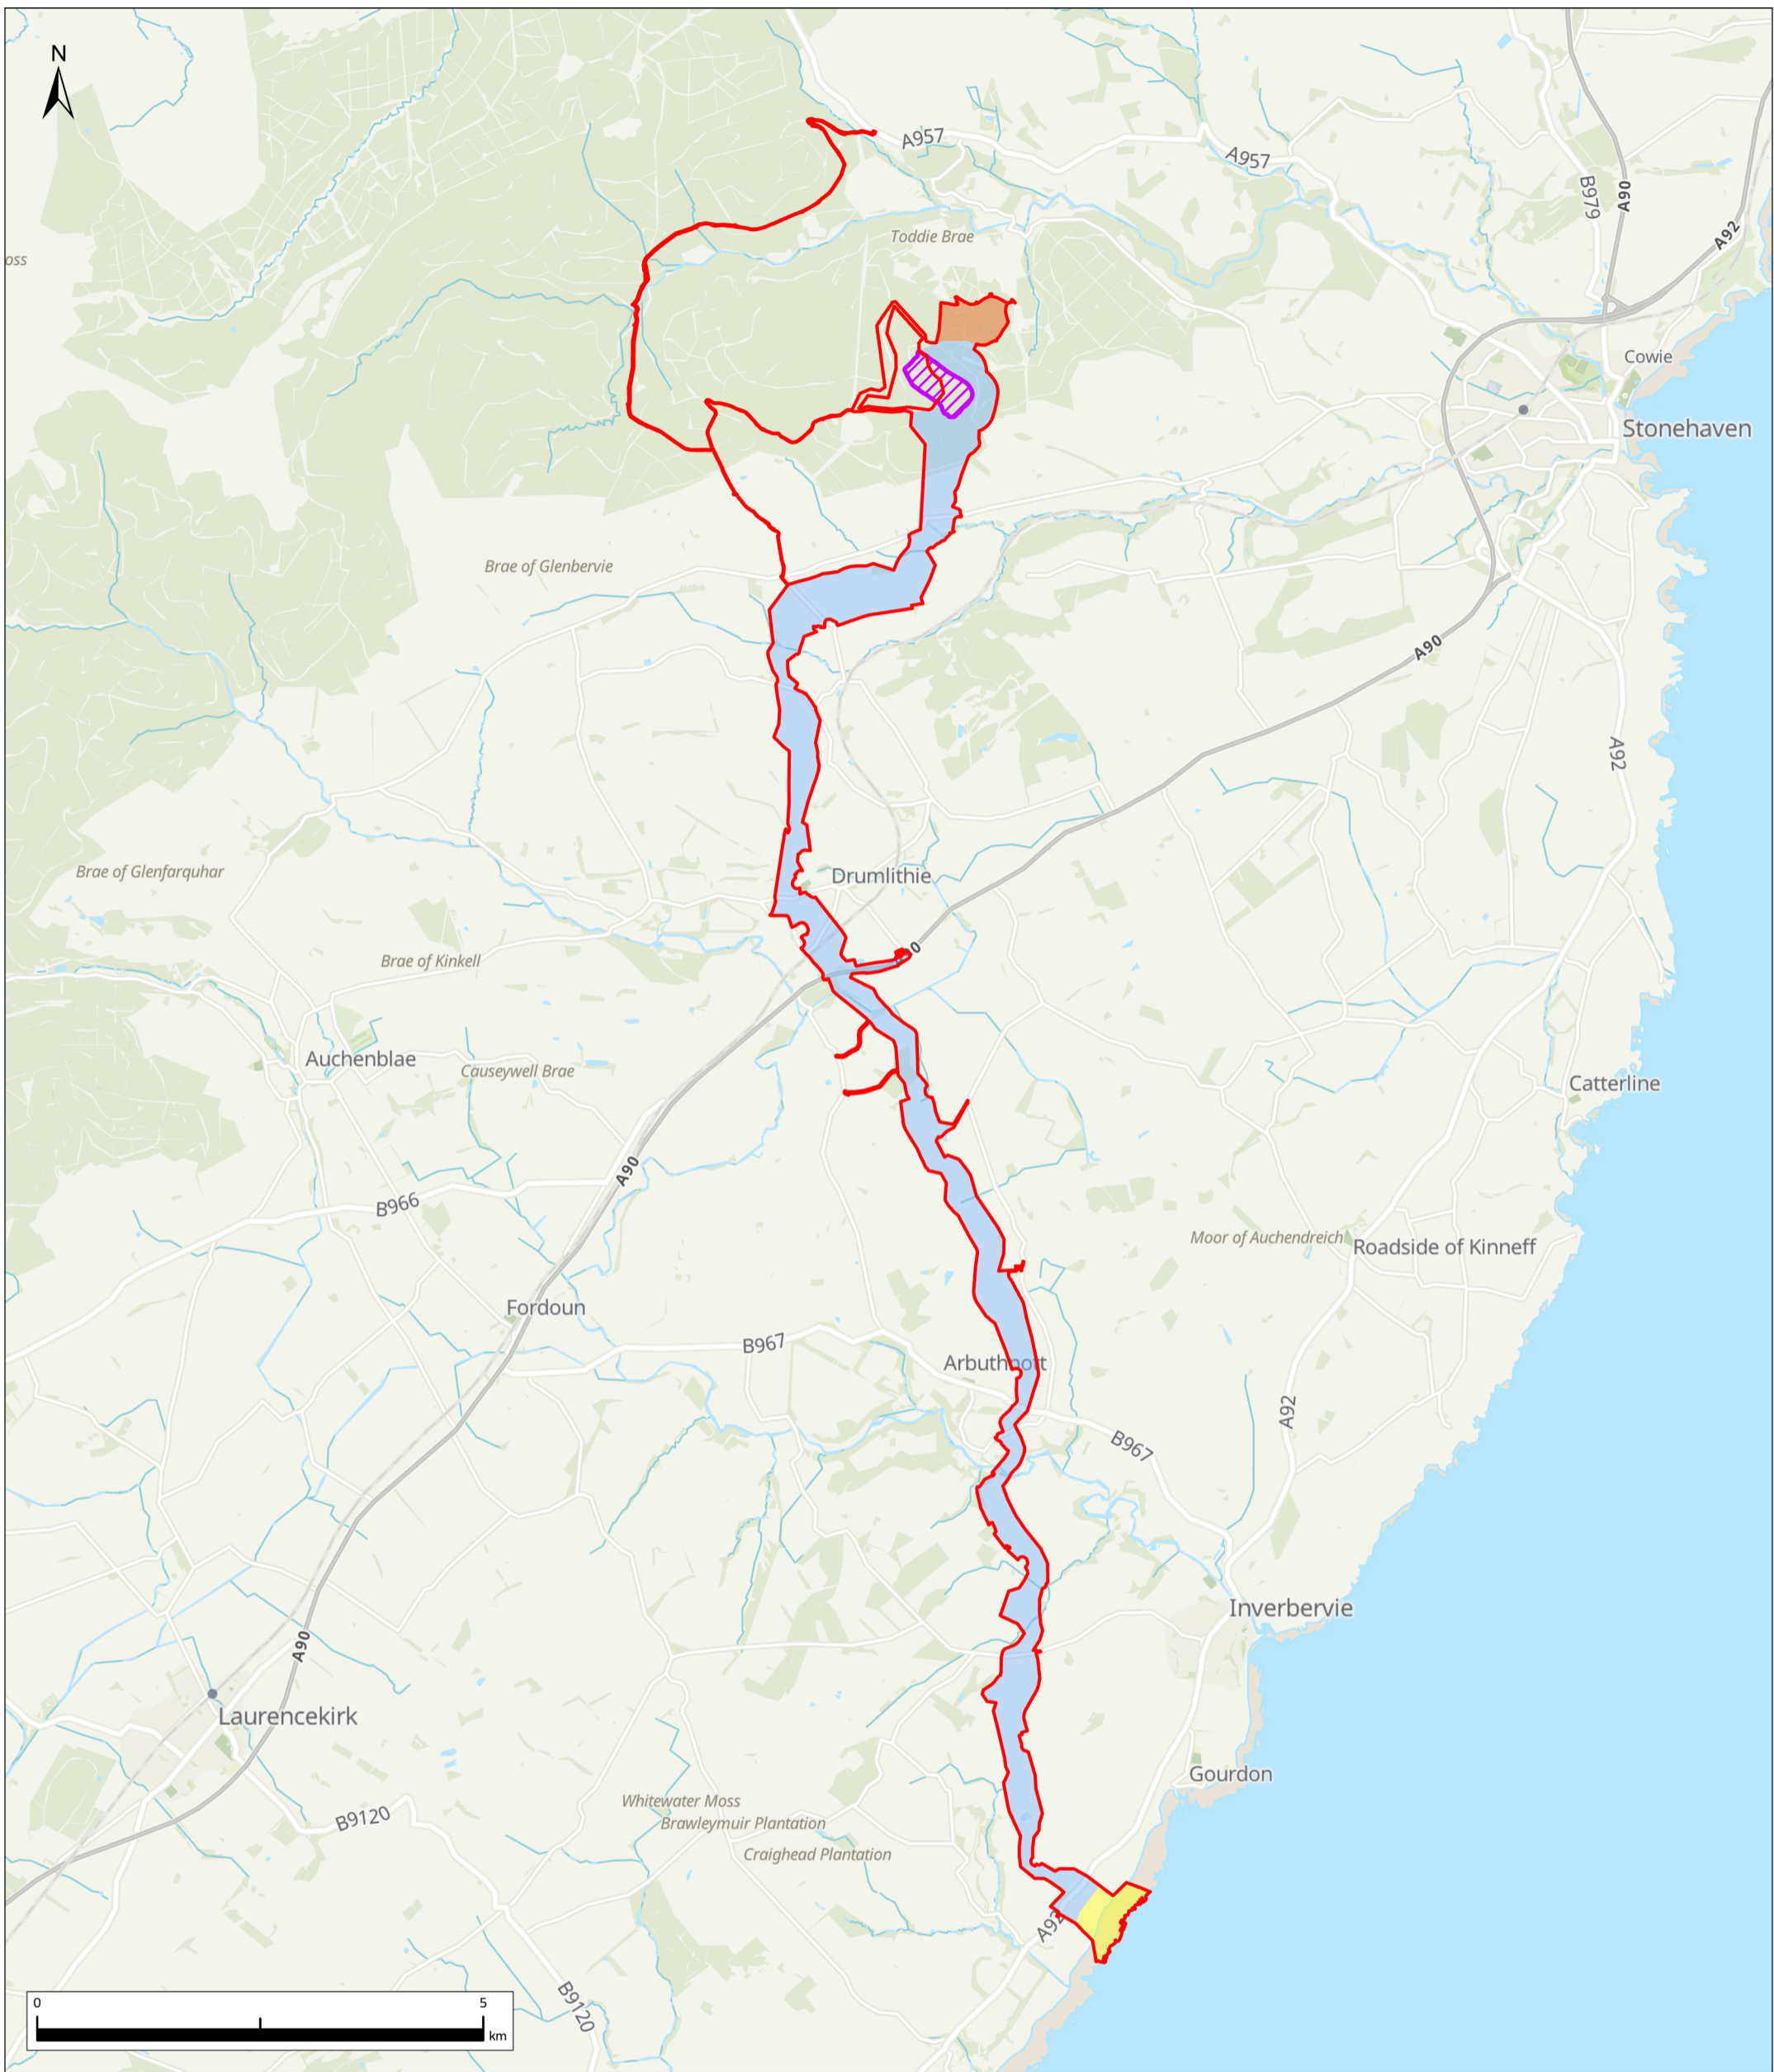 N
A957
A957
B979
A90
A92
Toddie Brae
oss
Cowie
Stonehaven
Brae of Glenbervie
A90
A92
Drumlithie
Brae of Glenfarquhar
Brae of Kinkell
0
Auchenblae
Causeywell Brae
Catterline
A90
B966
Moor of Auchendreich
Roadside of Kinneff
Fordoun
B967
Arbuthnott
A92
B967
Inverbervie
A90
Laurencekirk
Gourdon
Whitewater Moss
B9120
Brawleymuir Plantation
Craighead Plantation
A92
B9120
0 5
km